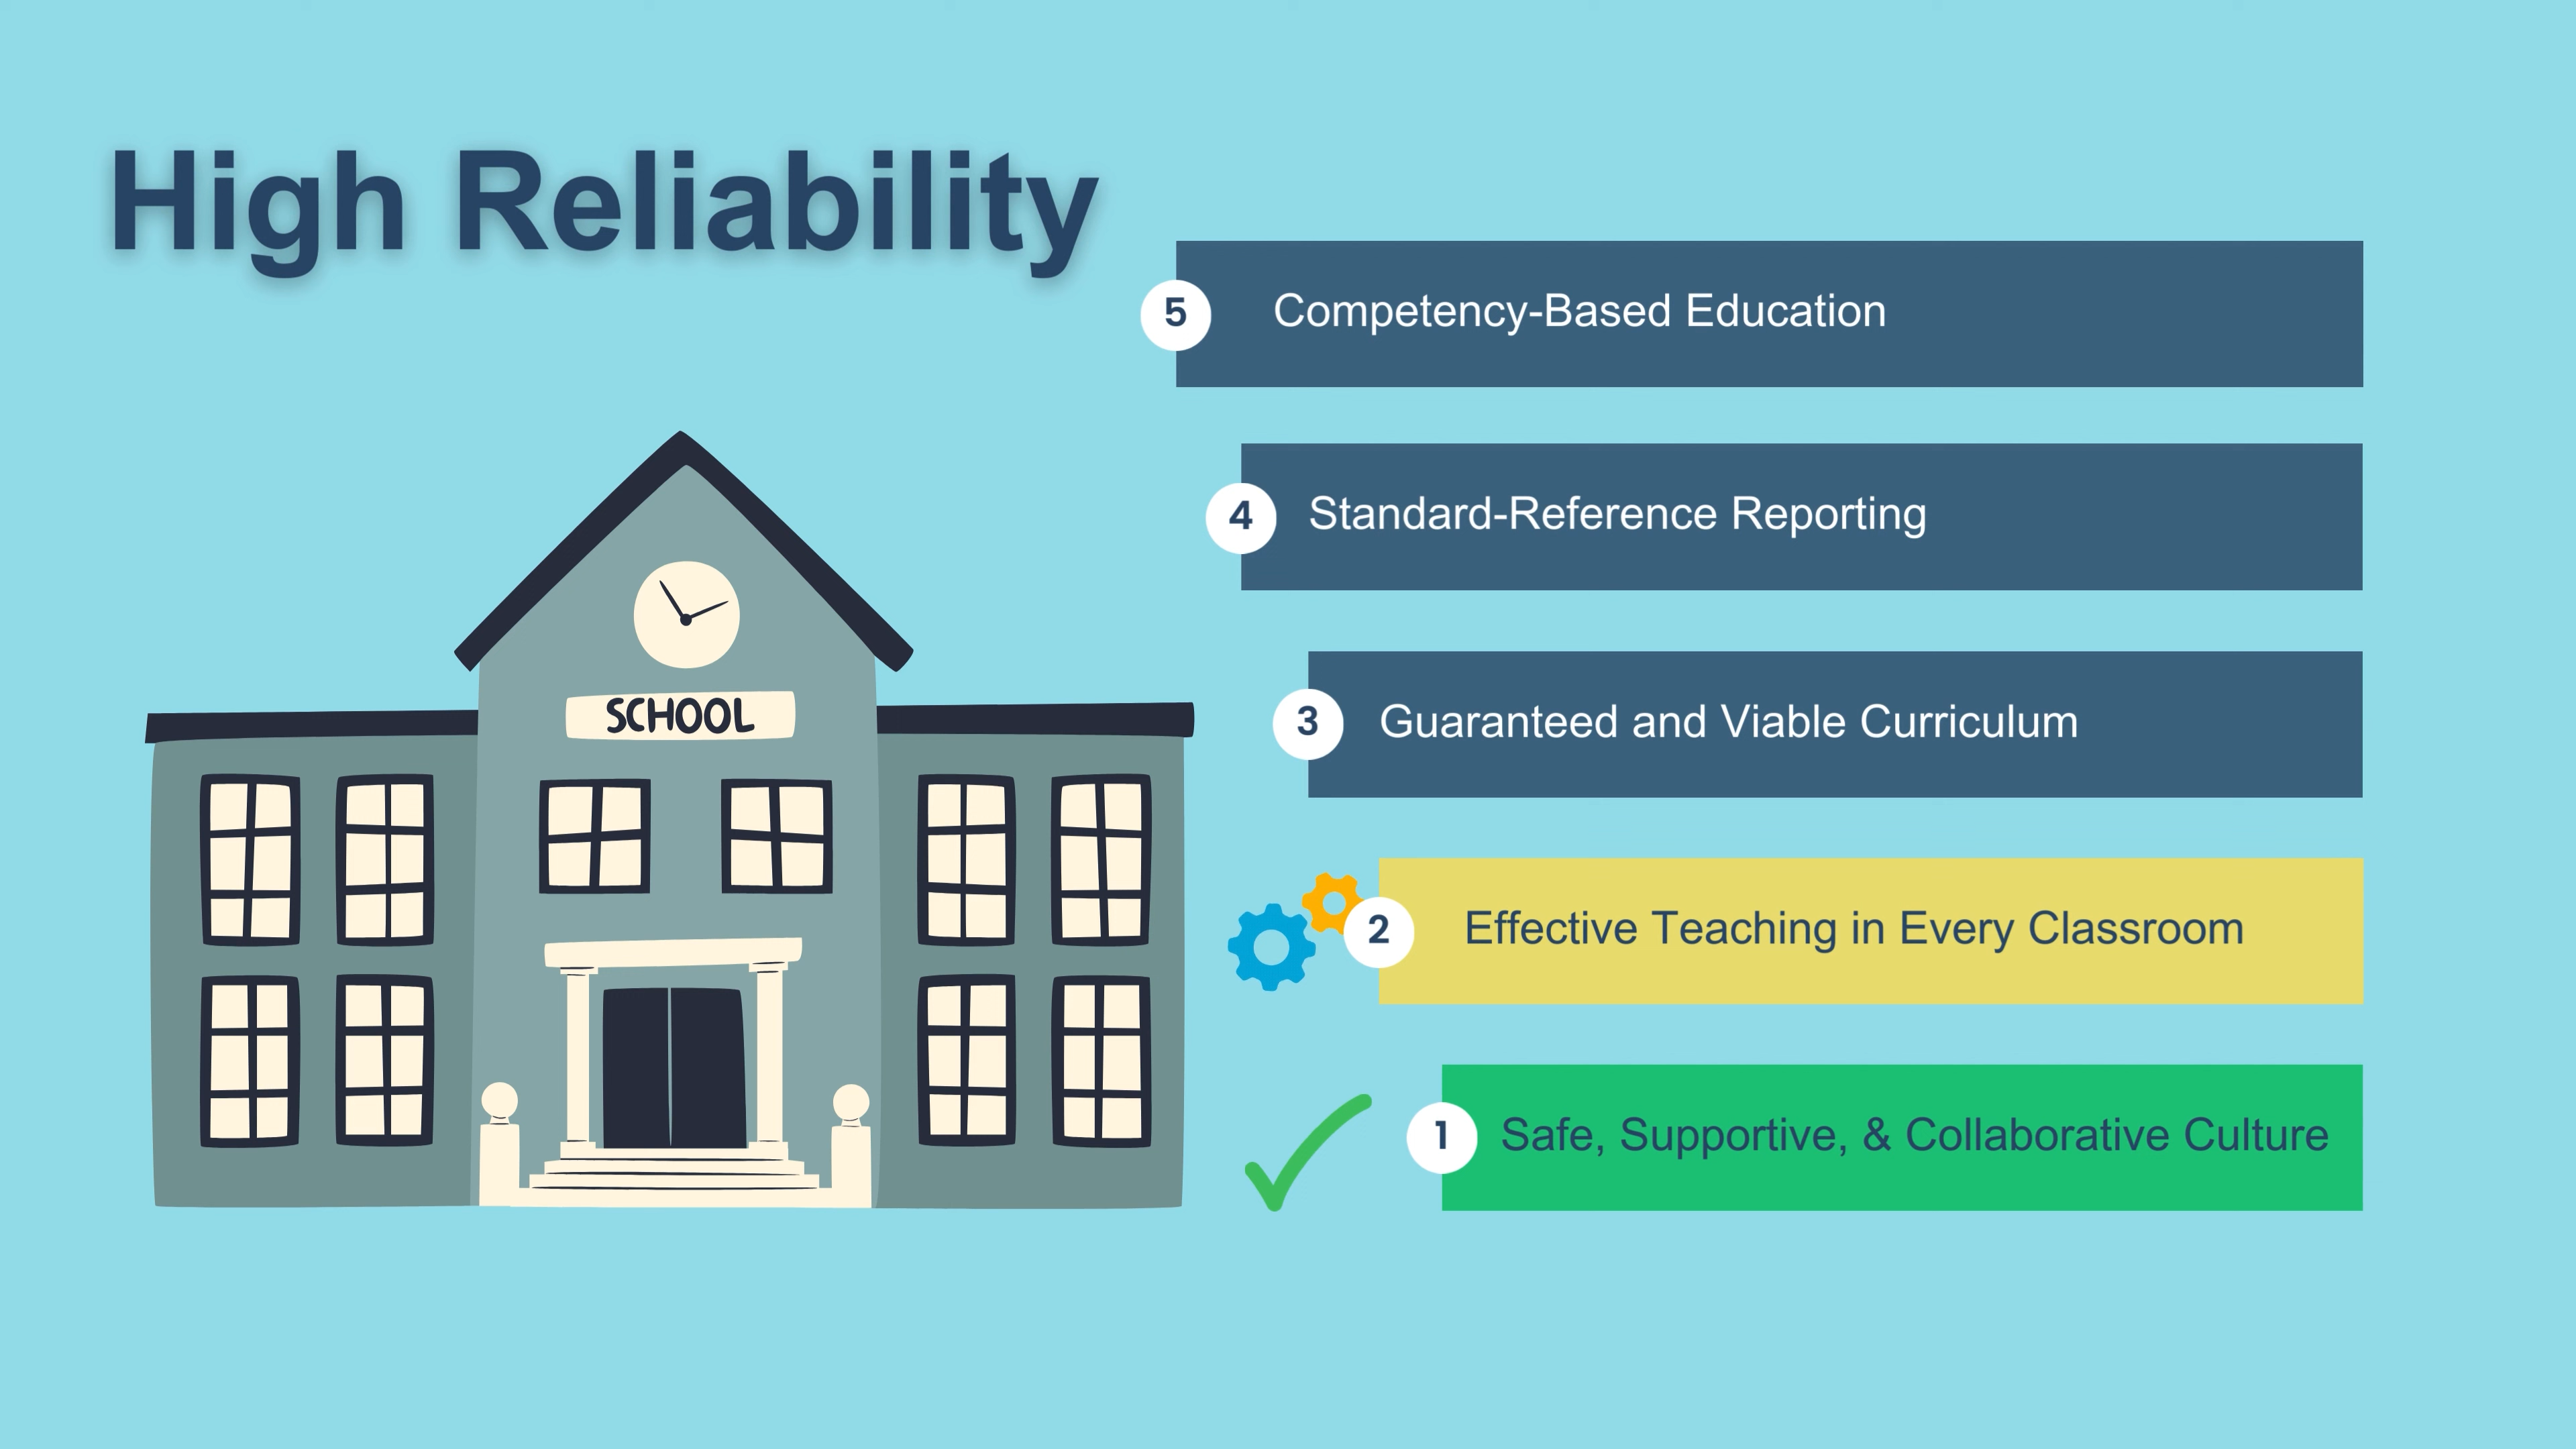 High Reliability
5
Competency-Based Education
4
Standard-Reference Reporting
SCHOOL
3
Guaranteed and Viable Curriculum
2
Effective Teaching in Every Classroom
1
Safe, Supportive, & Collaborative Culture